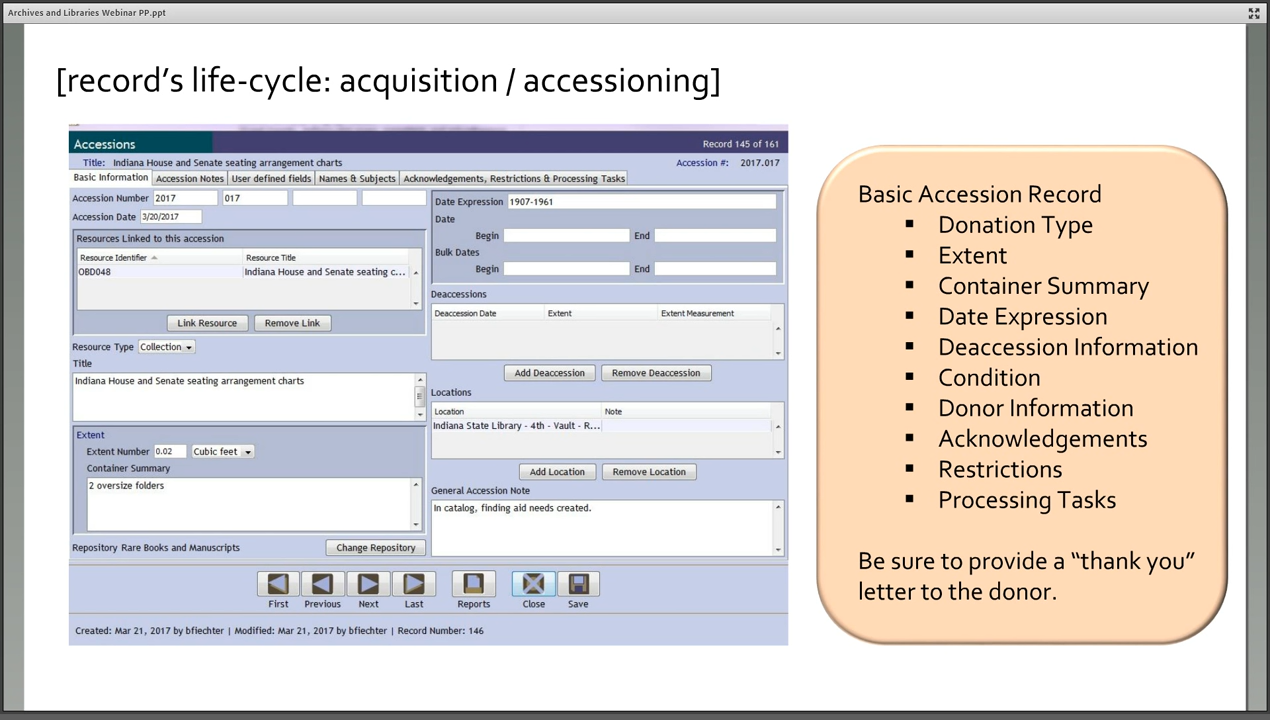 Archives and Libraries Webinar PP.ppt
[record's life-cycle: acquisition / accessioning]
Accessions
Record 145 of 161
Title: Indiana House and Senate seating arrangement charts
Accession #: 2017.017
Basic Information
Accession Notes
User defined fields
Names & Subjects
Acknowledgements, Restrictions & Processing Tasks
Accession Number 2017 017
Accession Date 3/20/2017
Resources Linked to this accession
Resource Identifier Resource Title
OBD048 Indiana House and Senate seating c...
Link Resource Remove Link
Resource Type Collection
Title
Indiana House and Senate seating arrangement charts
Extent
Extent Number 0.02 Cubic feet
Container Summary
2 oversize folders
Repository Rare Books and Manuscripts Change Repository
Date Expression 1907-1961
Date
Begin End
Bulk Dates
Begin End
Deaccessions
Deaccession Date Extent Extent Measurement
Add Deaccession Remove Deaccession
Locations
Location Note
Indiana State Library - 4th - Vault - R...
Add Location Remove Location
General Accession Note
In catalog, finding aid needs created.
First Previous Next Last Reports Close Save
Created: Mar 21, 2017 by bfiechter | Modified: Mar 21, 2017 by bfiechter | Record Number: 146
Basic Accession Record
▪ Donation Type
▪ Extent
▪ Container Summary
▪ Date Expression
▪ Deaccession Information
▪ Condition
▪ Donor Information
▪ Acknowledgements
▪ Restrictions
▪ Processing Tasks
Be sure to provide a "thank you"
letter to the donor.